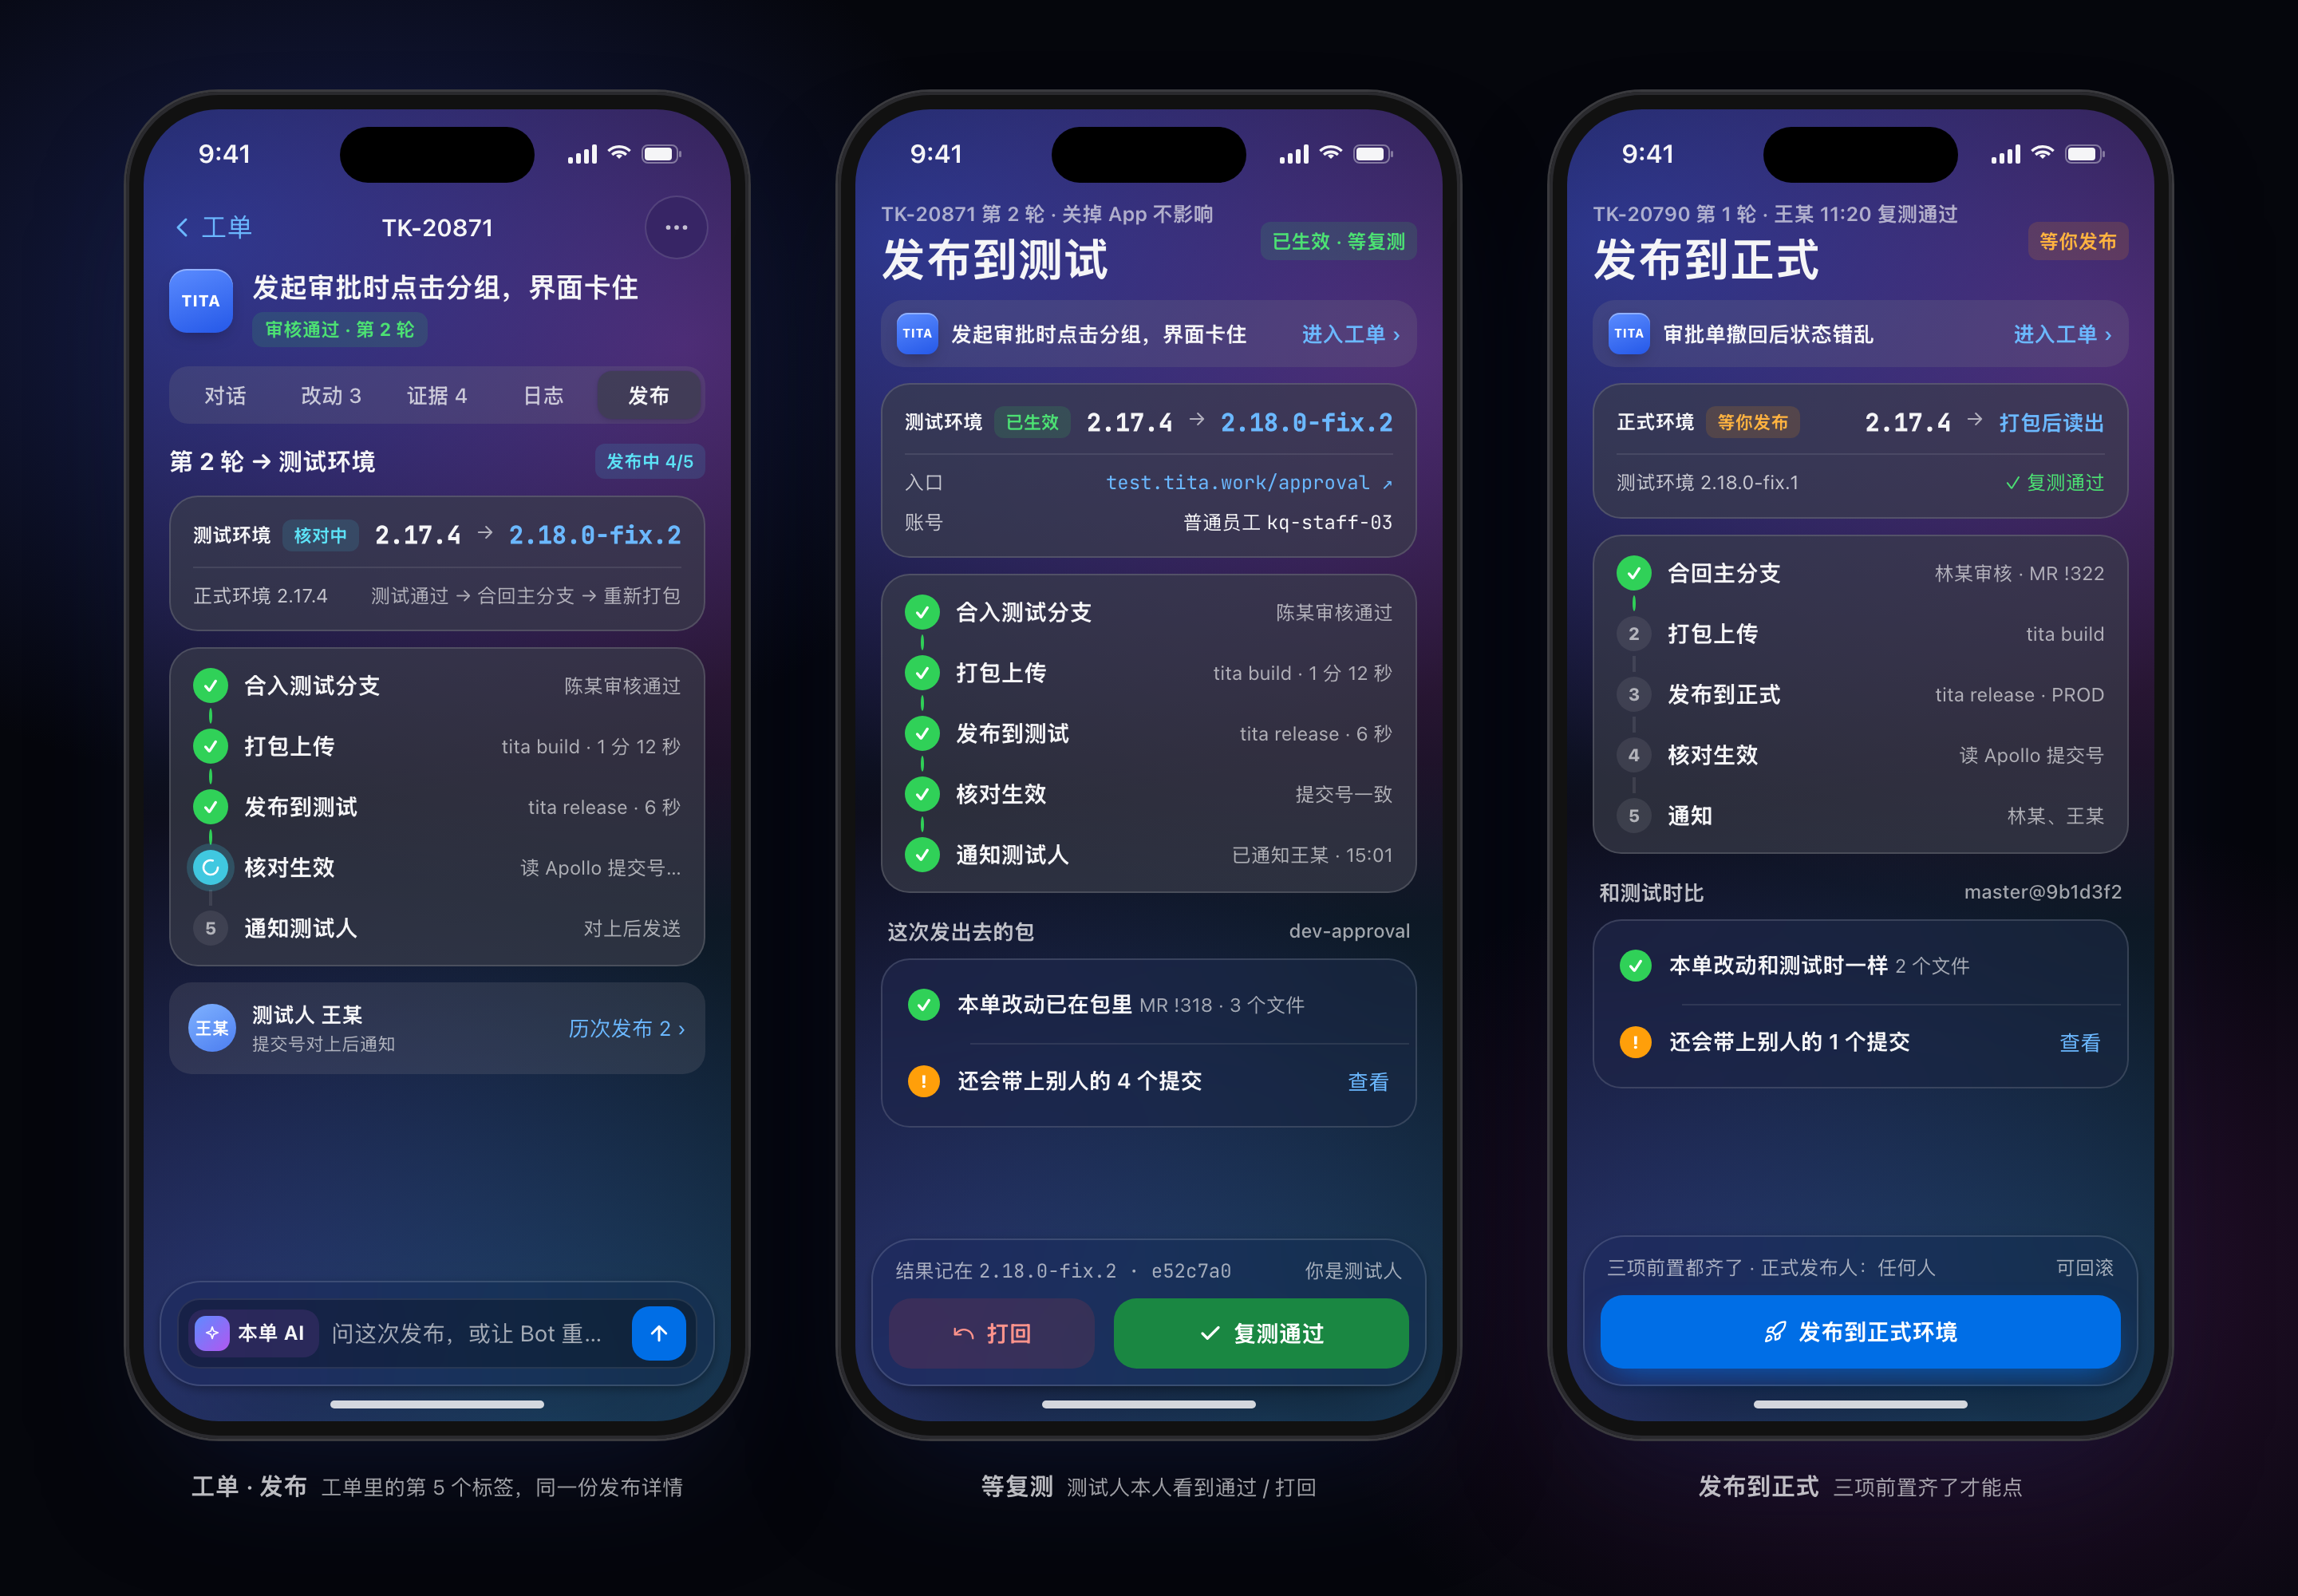 9:41
工单
TK-20871
TITA
发起审批时点击分组，界面卡住
审核通过 · 第 2 轮
对话
改动 3
证据 4
日志
发布
第 2 轮 → 测试环境
发布中 4/5
测试环境
核对中
2.17.4 → 2.18.0-fix.2
正式环境 2.17.4
测试通过 → 合回主分支 → 重新打包
合入测试分支
陈某审核通过
打包上传
tita build · 1 分 12 秒
发布到测试
tita release · 6 秒
核对生效
读 Apollo 提交号...
5
通知测试人
对上后发送
王某
测试人 王某
提交号对上后通知
历次发布 2 ›
本单 AI
问这次发布，或让 Bot 重...
工单 · 发布 工单里的第 5 个标签，同一份发布详情
9:41
TK-20871 第 2 轮 · 关掉 App 不影响
发布到测试
已生效 · 等复测
TITA
发起审批时点击分组，界面卡住
进入工单 ›
测试环境
已生效
2.17.4 → 2.18.0-fix.2
入口
test.tita.work/approval ↗
账号
普通员工 kq-staff-03
合入测试分支
陈某审核通过
打包上传
tita build · 1 分 12 秒
发布到测试
tita release · 6 秒
核对生效
提交号一致
通知测试人
已通知王某 · 15:01
这次发出去的包
dev-approval
本单改动已在包里 MR !318 · 3 个文件
!
还会带上别人的 4 个提交
查看
结果记在 2.18.0-fix.2 · e52c7a0
你是测试人
打回
复测通过
等复测 测试人本人看到通过 / 打回
9:41
TK-20790 第 1 轮 · 王某 11:20 复测通过
发布到正式
等你发布
TITA
审批单撤回后状态错乱
进入工单 ›
正式环境
等你发布
2.17.4 → 打包后读出
测试环境 2.18.0-fix.1
✓ 复测通过
合回主分支
林某审核 · MR !322
2
打包上传
tita build
3
发布到正式
tita release · PROD
4
核对生效
读 Apollo 提交号
5
通知
林某、王某
和测试时比
master@9b1d3f2
本单改动和测试时一样 2 个文件
!
还会带上别人的 1 个提交
查看
三项前置都齐了 · 正式发布人：任何人
可回滚
发布到正式环境
发布到正式 三项前置齐了才能点